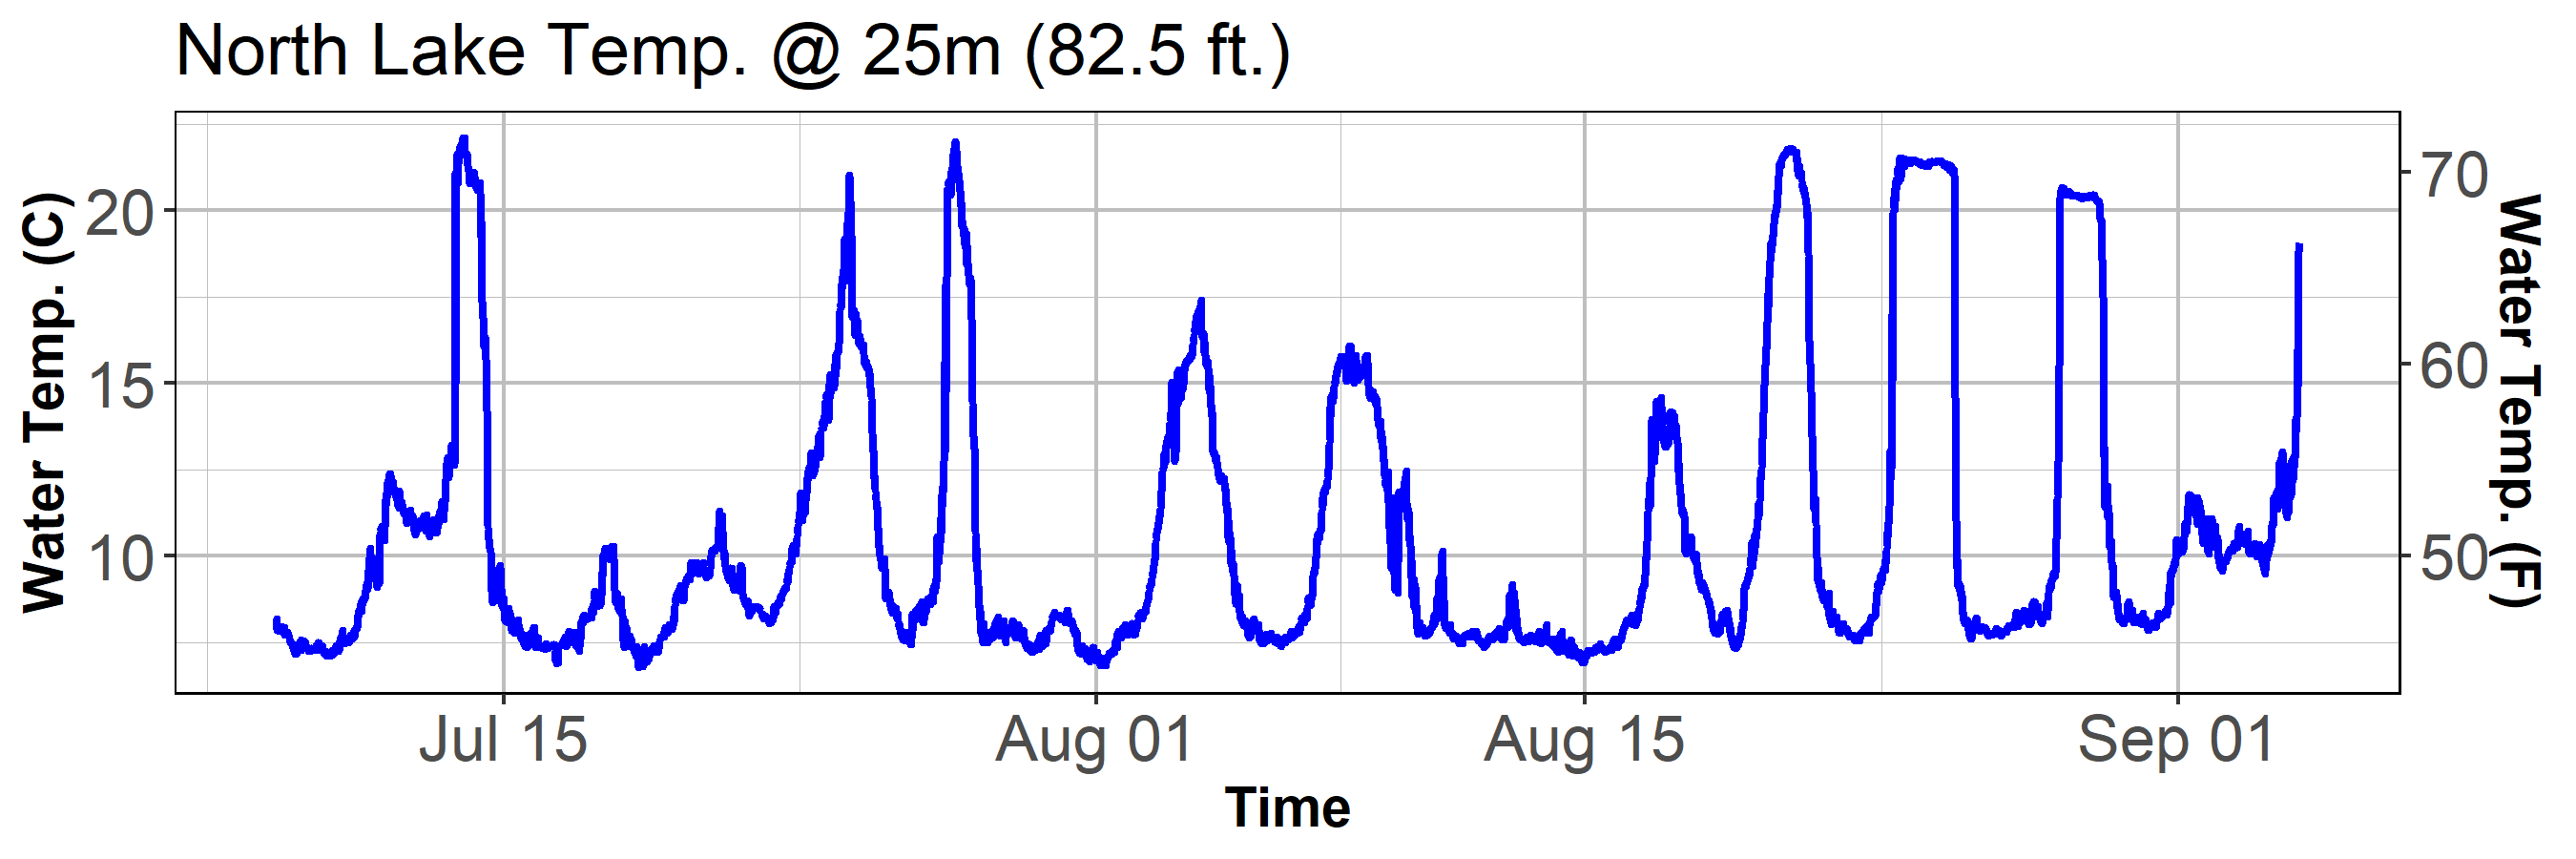 North Lake Temp. @ 25m (82.5 ft.)
Water Temp. (C)
20
15
10
70
60
50
Water Temp. (F)
Jul 15
Aug 01
Aug 15
Sep 01
Time